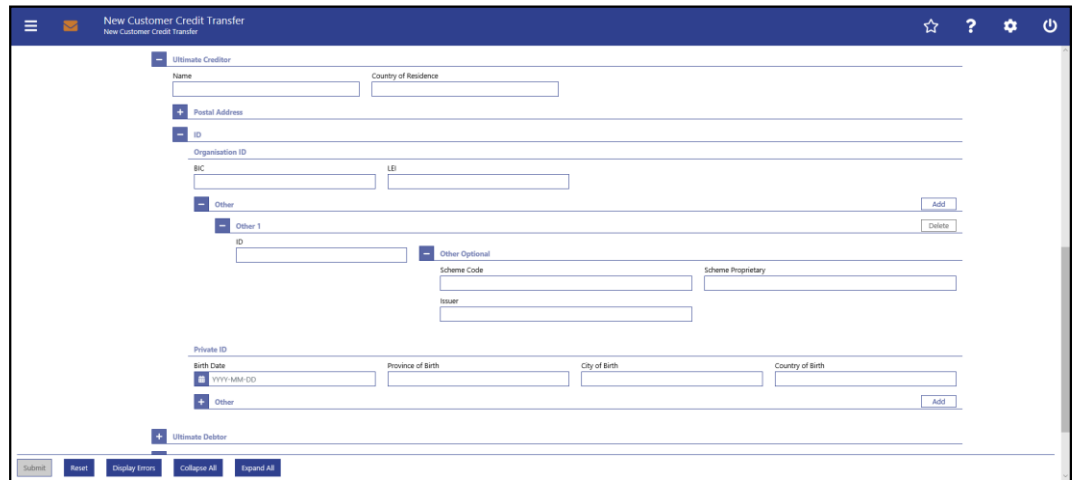 New Customer Credit Transfer
New Customer Credit Transfer
?
Ultimate Creditor
Name Country of Residence
+ Postal Address
ID
Organisation ID
BIC LEI
Other Add
Other 1 Delete
ID
Other Optional
Scheme Code Scheme Proprietary
Issuer
Private ID
Birth Date Province of Birth City of Birth Country of Birth
YYYY-MM-DD
+ Other Add
+ Ultimate Debtor
Submit Reset Display Errors Collapse All Expand All